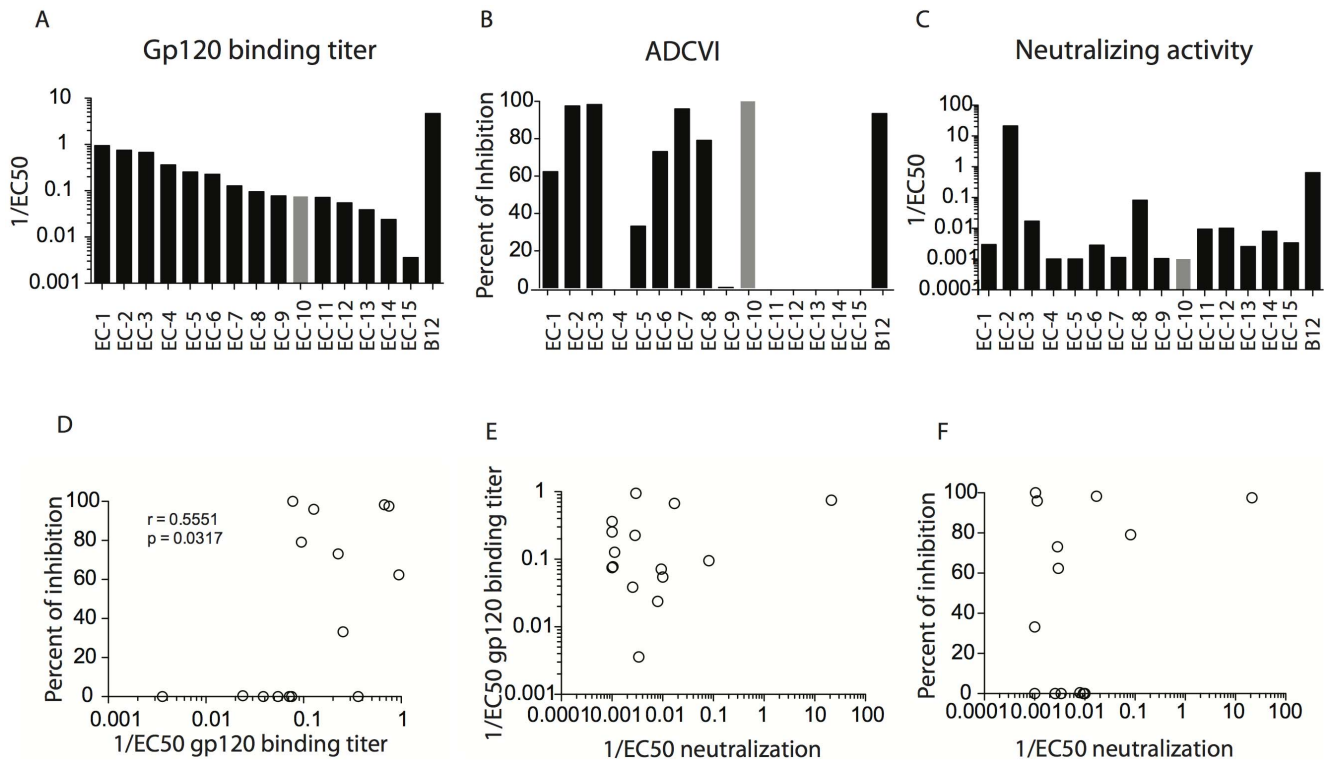 A
Gp120 binding titer
1/EC50
10
1
0.1
0.01
0.001
EC-1
EC-2
EC-3
EC-4
EC-5
EC-6
EC-7
EC-8
EC-9
EC-10
EC-11
EC-12
EC-13
EC-14
EC-15
B12
B
ADCVI
Percent of Inhibition
100
80
60
40
20
0
EC-1
EC-2
EC-3
EC-4
EC-5
EC-6
EC-7
EC-8
EC-9
EC-10
EC-11
EC-12
EC-13
EC-14
EC-15
B12
C
Neutralizing activity
1/EC50
100
10
1
0.1
0.01
0.001
0.000
EC-1
EC-2
EC-3
EC-4
EC-5
EC-6
EC-7
EC-8
EC-9
EC-10
EC-11
EC-12
EC-13
EC-14
EC-15
B12
D
Percent of inhibition
100
80
60
40
20
0
r = 0.5551
p = 0.0317
0.001
0.01
0.1
1
1/EC50 gp120 binding titer
E
1/EC50 gp120 binding titer
1
0.1
0.01
0.001
0.0001
0.001
0.01
0.1
1
10
100
1/EC50 neutralization
F
Percent of inhibition
100
80
60
40
20
0
0.0001
0.001
0.01
0.1
1
10
100
1/EC50 neutralization